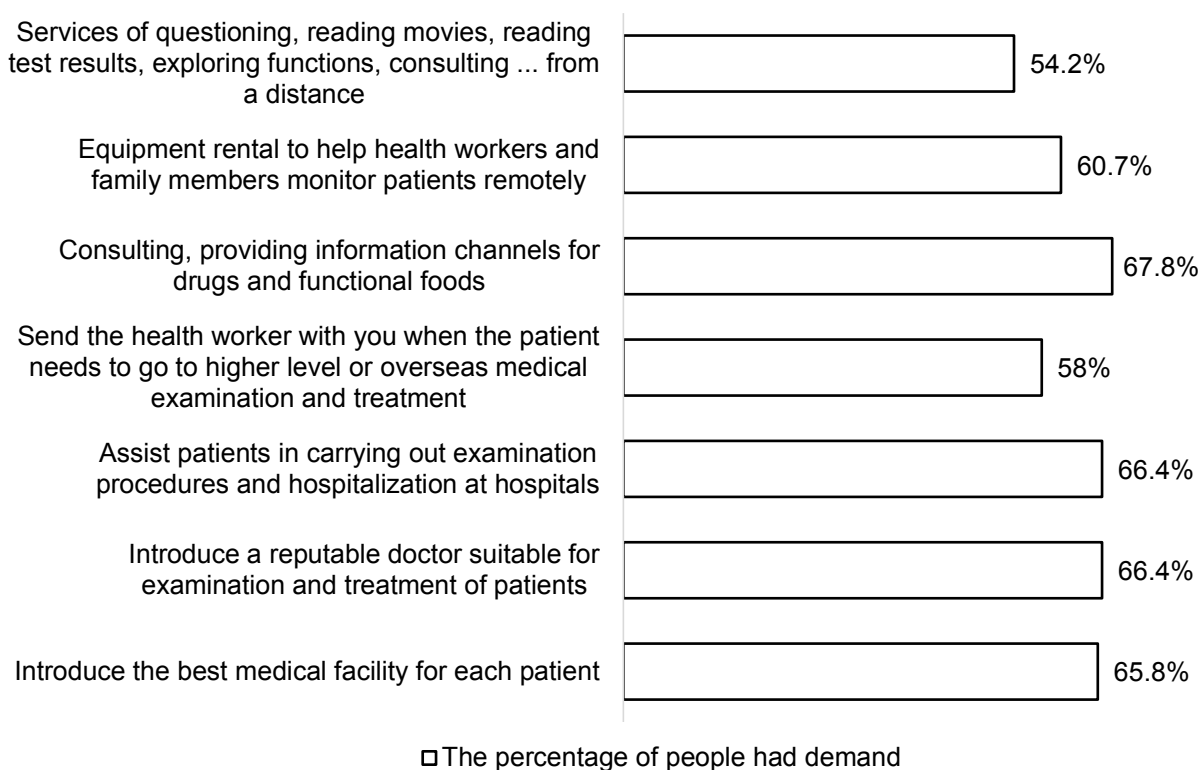 Services of questioning, reading movies, reading
test results, exploring functions, consulting ... from
a distance
54.2%
Equipment rental to help health workers and
family members monitor patients remotely
60.7%
Consulting, providing information channels for
drugs and functional foods
67.8%
Send the health worker with you when the patient
needs to go to higher level or overseas medical
examination and treatment
58%
Assist patients in carrying out examination
procedures and hospitalization at hospitals
66.4%
Introduce a reputable doctor suitable for
examination and treatment of patients
66.4%
Introduce the best medical facility for each patient
65.8%
The percentage of people had demand